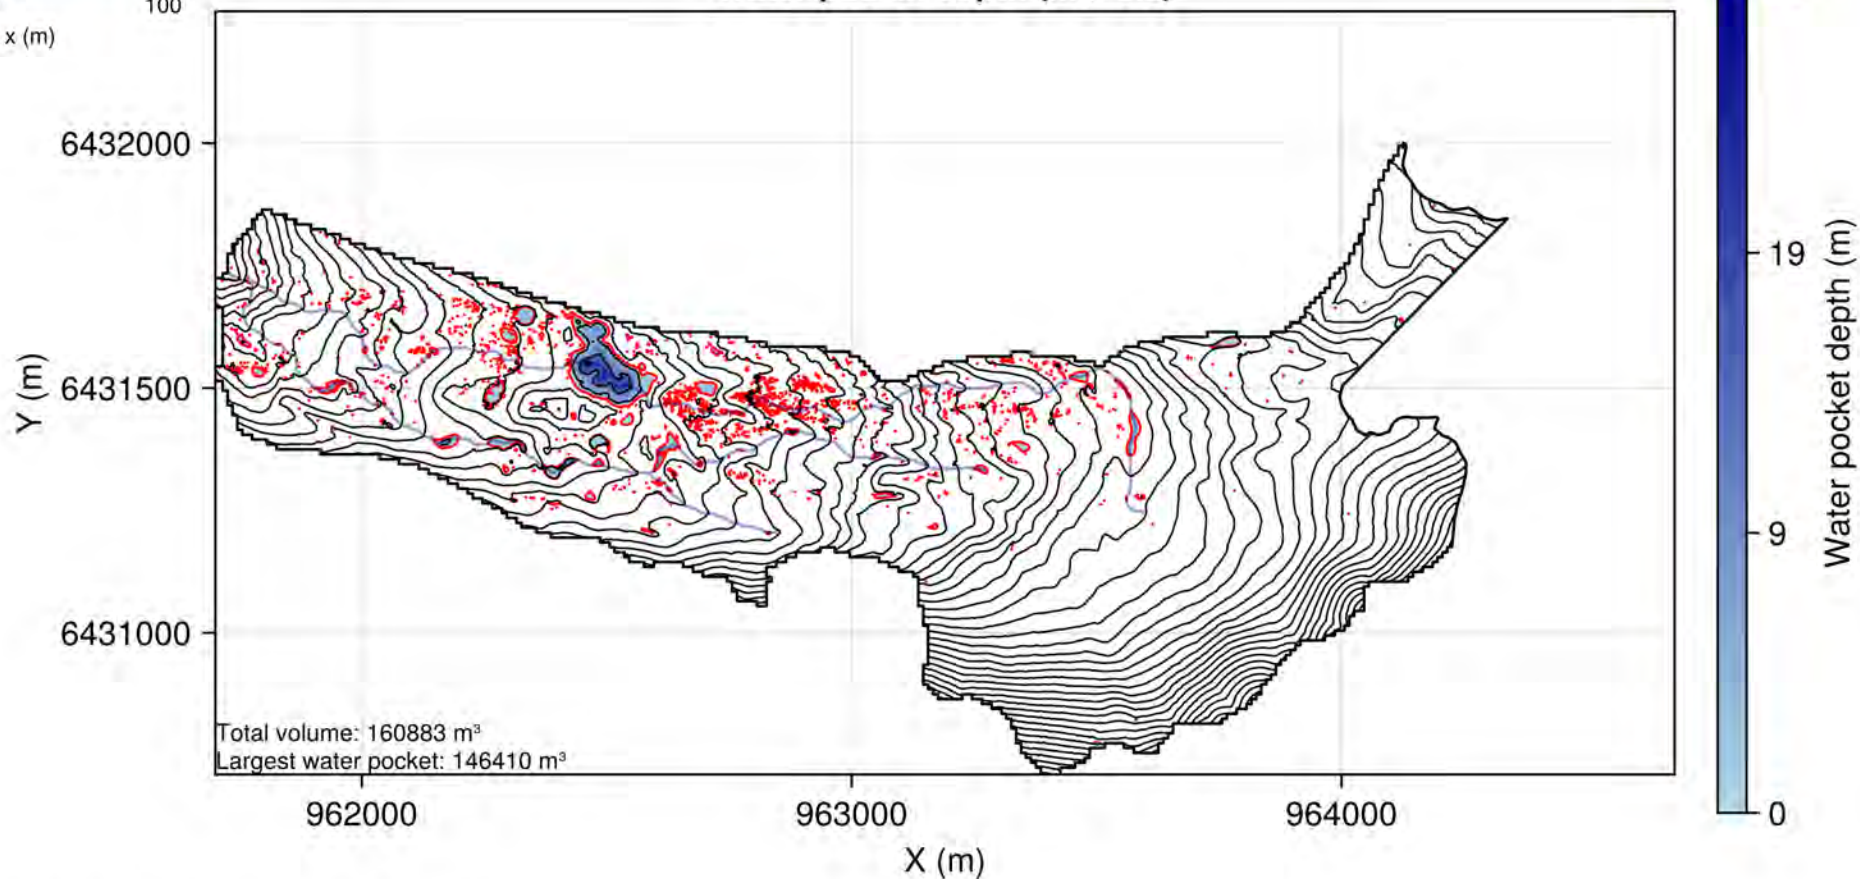 100
x (m)
6432000
6431500
6431000
Y (m)
Total volume: 160883 m³
Largest water pocket: 146410 m³
962000
963000
964000
X (m)
19
9
0
Water pocket depth (m)